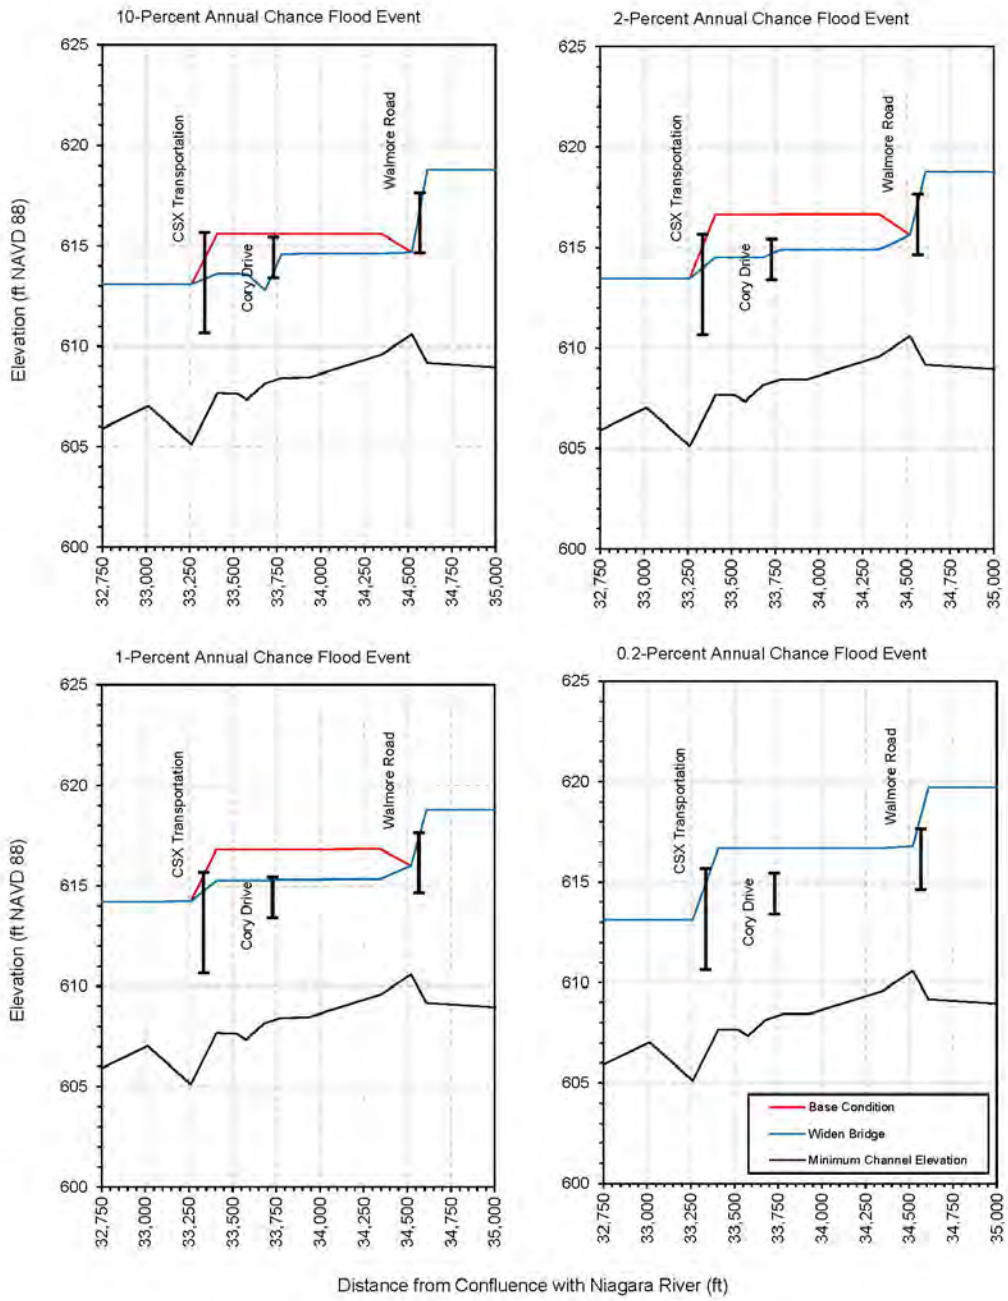 10-Percent Annual Chance Flood Event
2-Percent Annual Chance Flood Event
Elevation (ft NAVD 88)
625
620
615
610
605
600
CSX Transportation
Cory Drive
Walmore Road
32,750
33,000
33,250
33,500
33,750
34,000
34,250
34,500
34,750
35,000
625
620
615
610
605
600
CSX Transportation
Cory Drive
Walmore Road
32,750
33,000
33,250
33,500
33,750
34,000
34,250
34,500
34,750
35,000
1-Percent Annual Chance Flood Event
0.2-Percent Annual Chance Flood Event
Elevation (ft NAVD 88)
625
620
615
610
605
600
CSX Transportation
Cory Drive
Walmore Road
32,750
33,000
33,250
33,500
33,750
34,000
34,250
34,500
34,750
35,000
625
620
615
610
605
600
CSX Transportation
Cory Drive
Walmore Road
Base Condition
Widen Bridge
Minimum Channel Elevation
32,750
33,000
33,250
33,500
33,750
34,000
34,250
34,500
34,750
35,000
Distance from Confluence with Niagara River (ft)